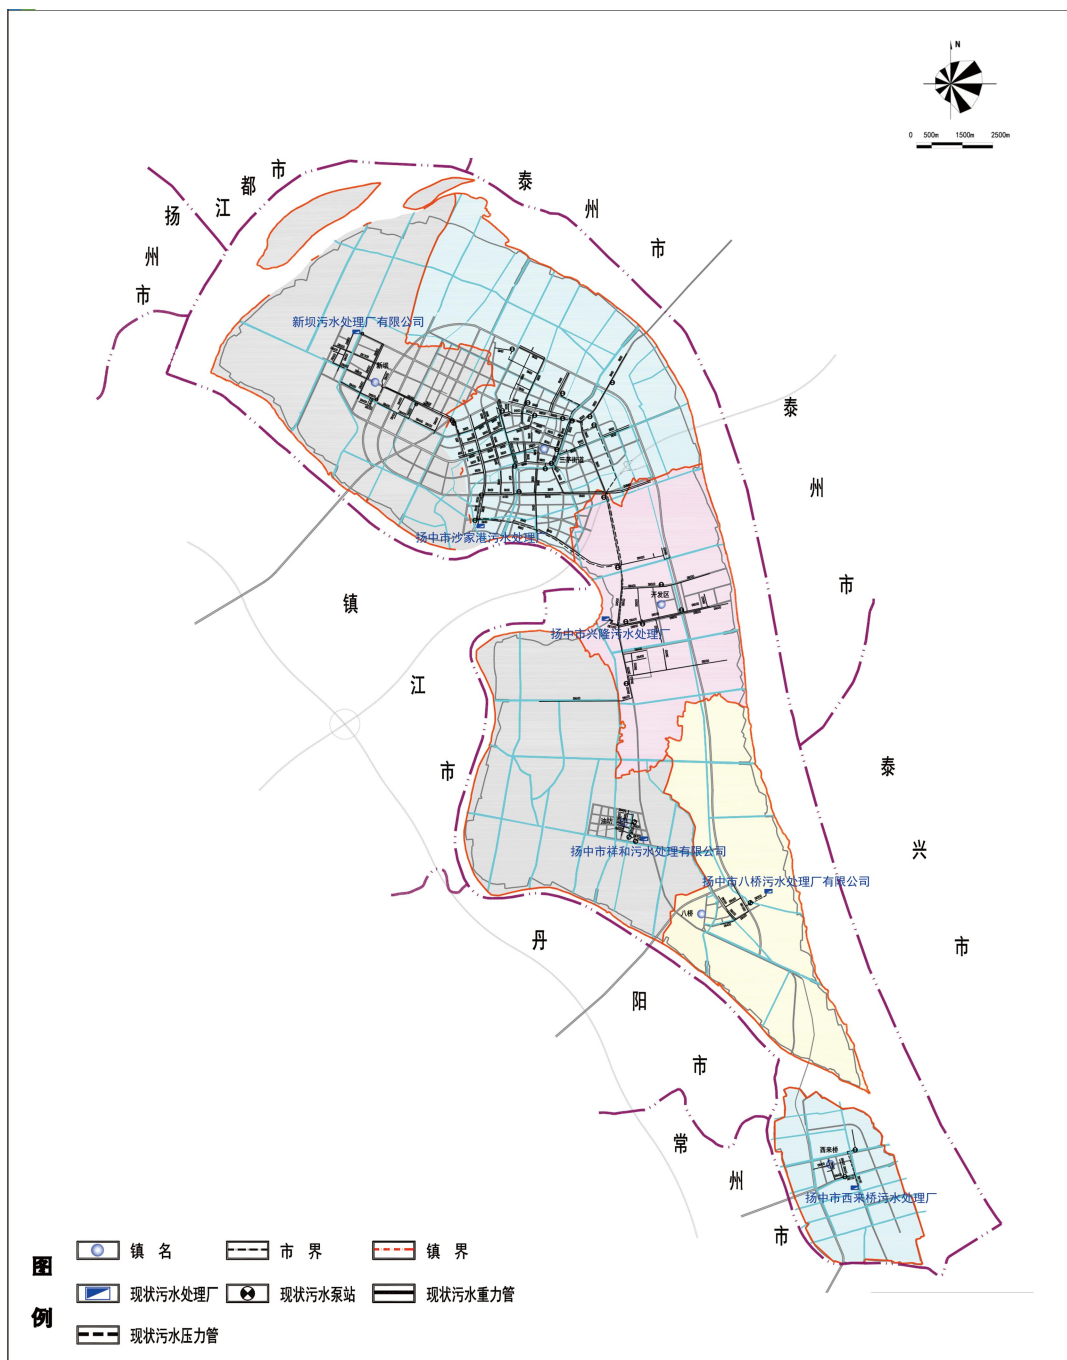 N
0 500m 1500m 2500m
扬州市
江都市
泰州市
新坝污水处理厂有限公司
新坝
三茅街道
扬中市沙家港污水处理厂
泰州市
镇江市
开发区
扬中市兴隆污水处理厂
泰兴市
油坊
扬中市祥和污水处理有限公司
扬中市八桥污水处理厂有限公司
八桥
丹阳市
常州市
西来桥
扬中市西来桥污水处理厂
图例
镇 名
市 界
镇 界
现状污水处理厂
现状污水泵站
现状污水重力管
现状污水压力管